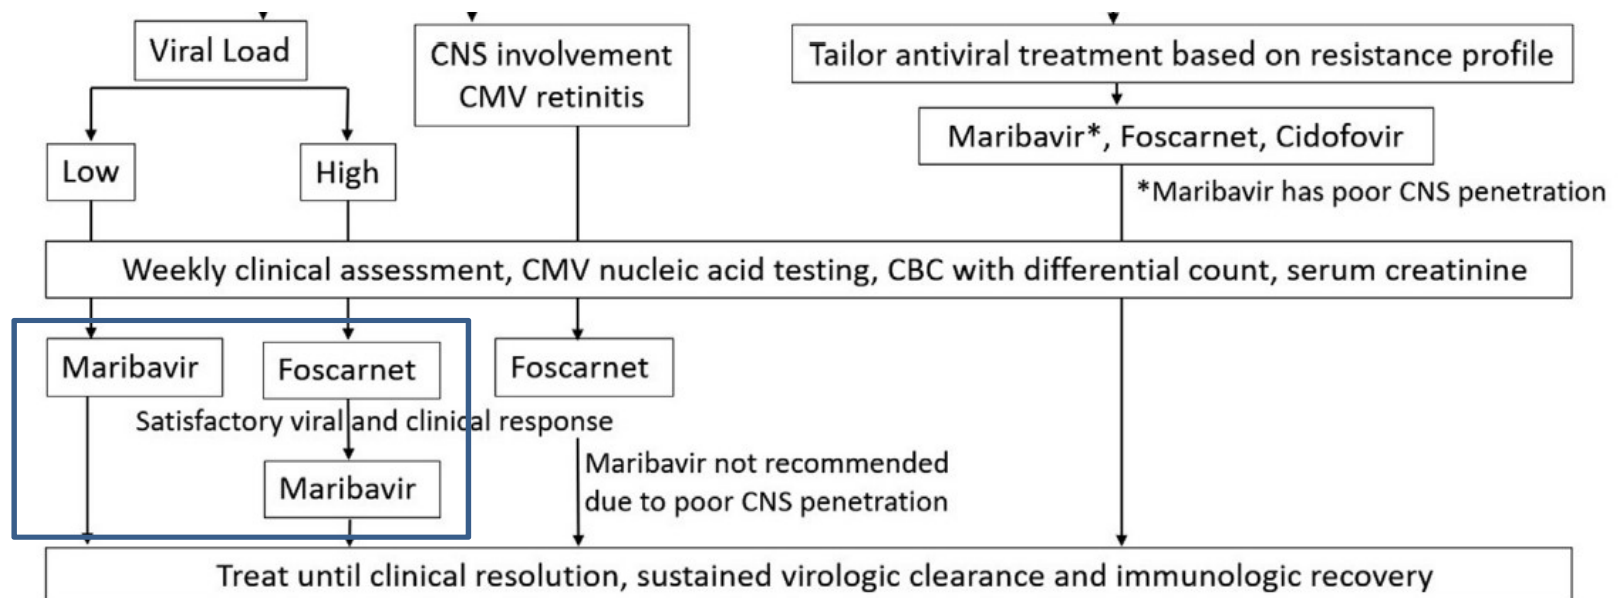 Viral Load
CNS involvement
CMV retinitis
Tailor antiviral treatment based on resistance profile
Maribavir*, Foscarnet, Cidofovir
Low
High
*Maribavir has poor CNS penetration
Weekly clinical assessment, CMV nucleic acid testing, CBC with differential count, serum creatinine
Maribavir
Foscarnet
Foscarnet
Satisfactory viral and clinical response
Maribavir not recommended
due to poor CNS penetration
Maribavir
Treat until clinical resolution, sustained virologic clearance and immunologic recovery